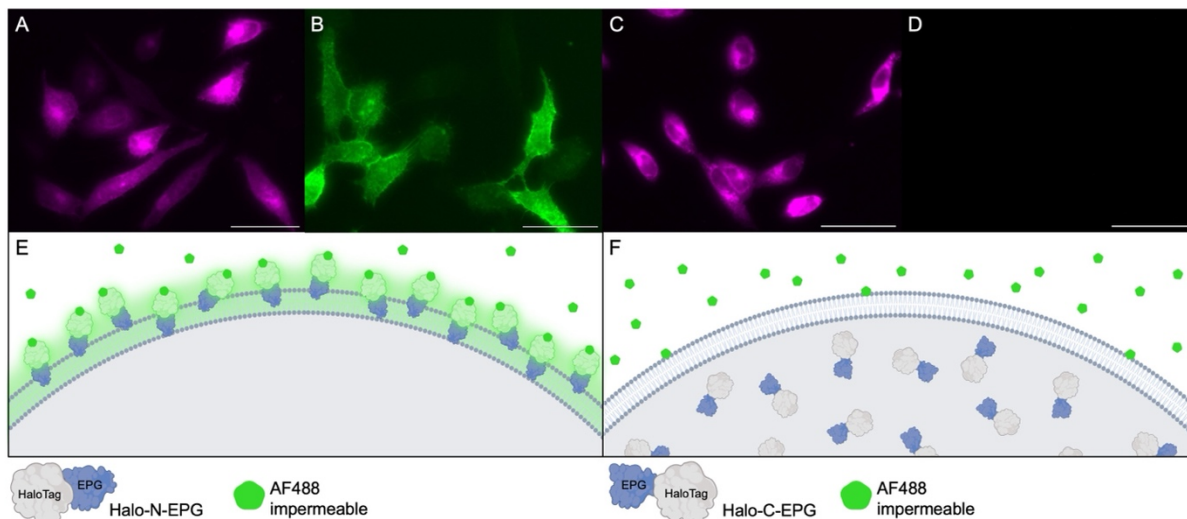 A
B
C
D
E
F
HaloTag
EPG
Halo-N-EPG
AF488
impermeable
EPG
HaloTag
Halo-C-EPG
AF488
impermeable